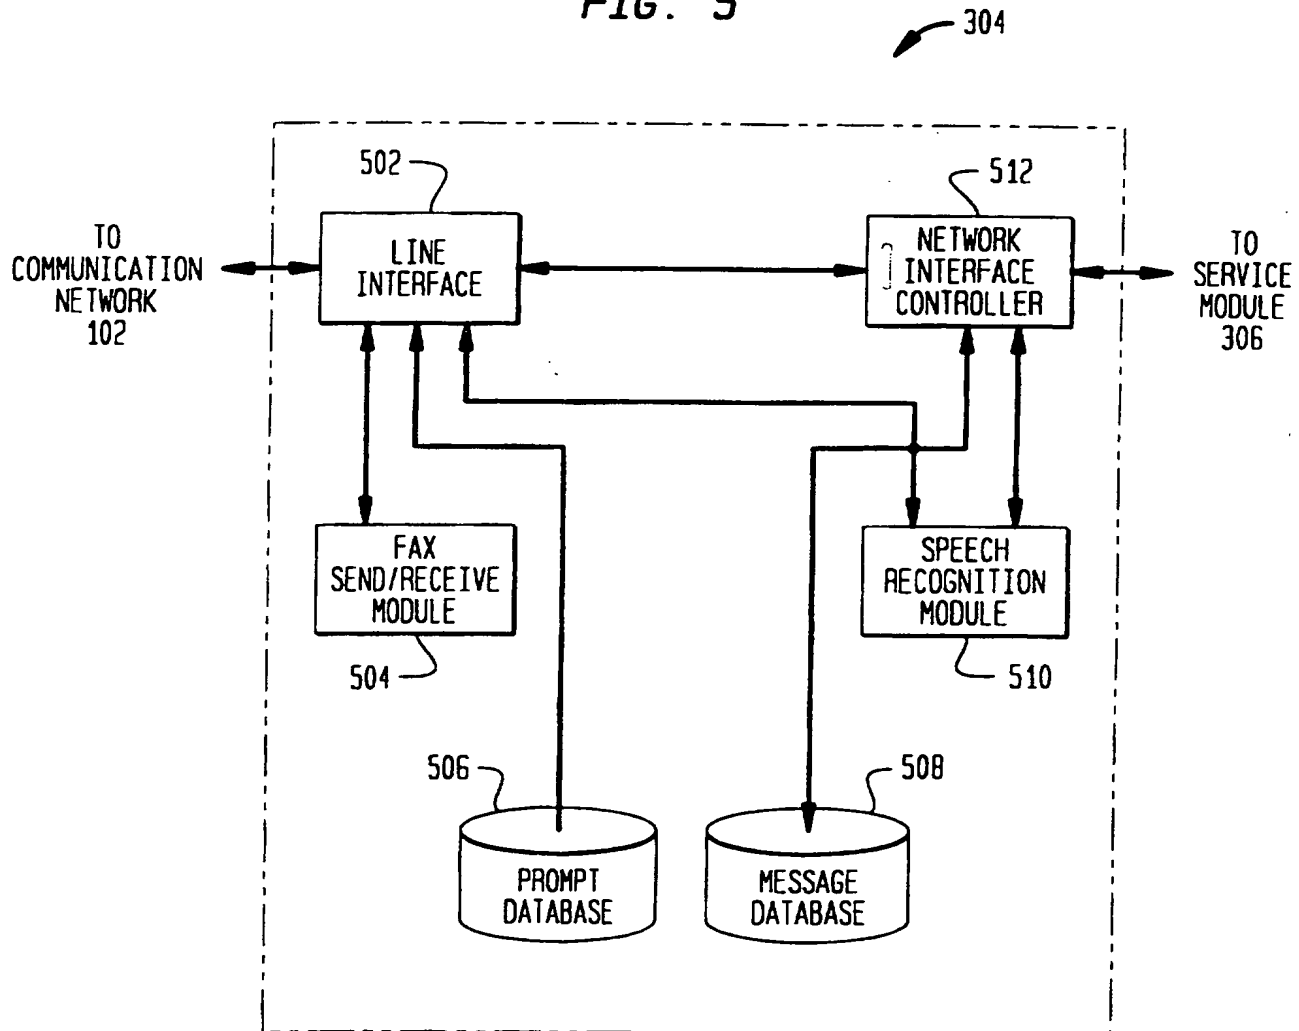 FIG. 5
304
502
512
TO
COMMUNICATION
NETWORK
102
LINE
INTERFACE
NETWORK
INTERFACE
CONTROLLER
TO
SERVICE
MODULE
306
FAX
SEND/RECEIVE
MODULE
SPEECH
RECOGNITION
MODULE
504
510
506
508
PROMPT
DATABASE
MESSAGE
DATABASE